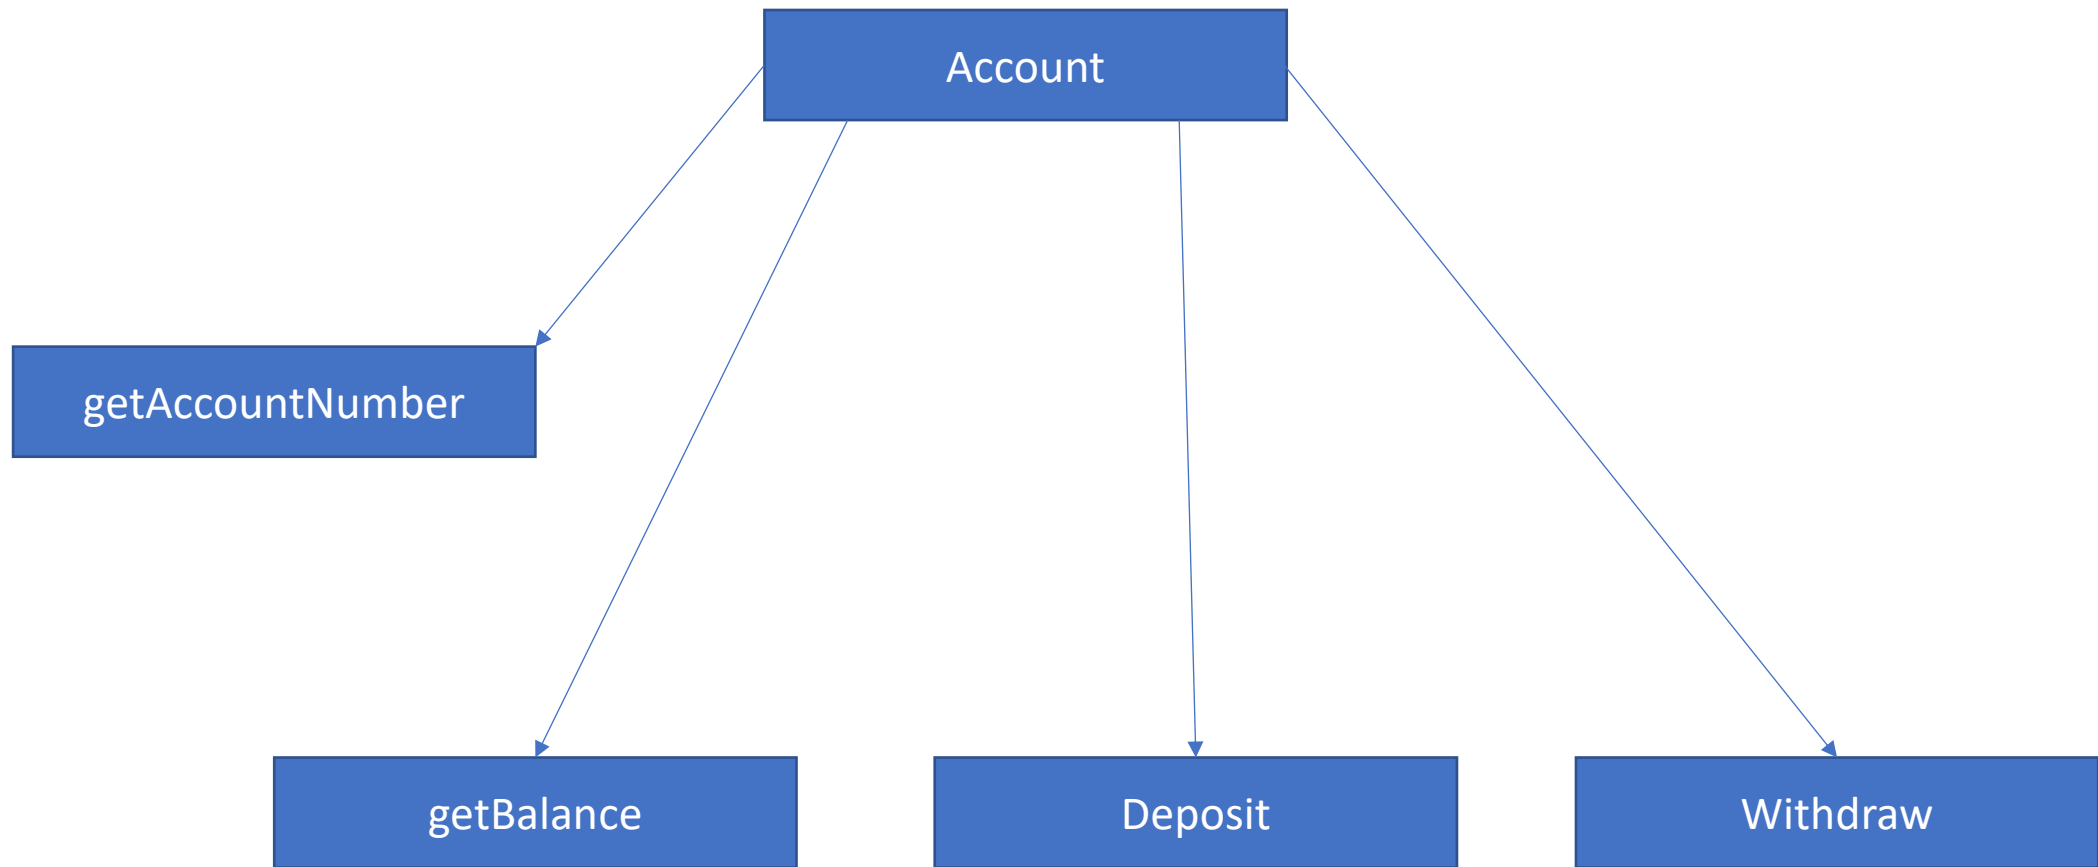 Account
getAccountNumber
getBalance
Deposit
Withdraw